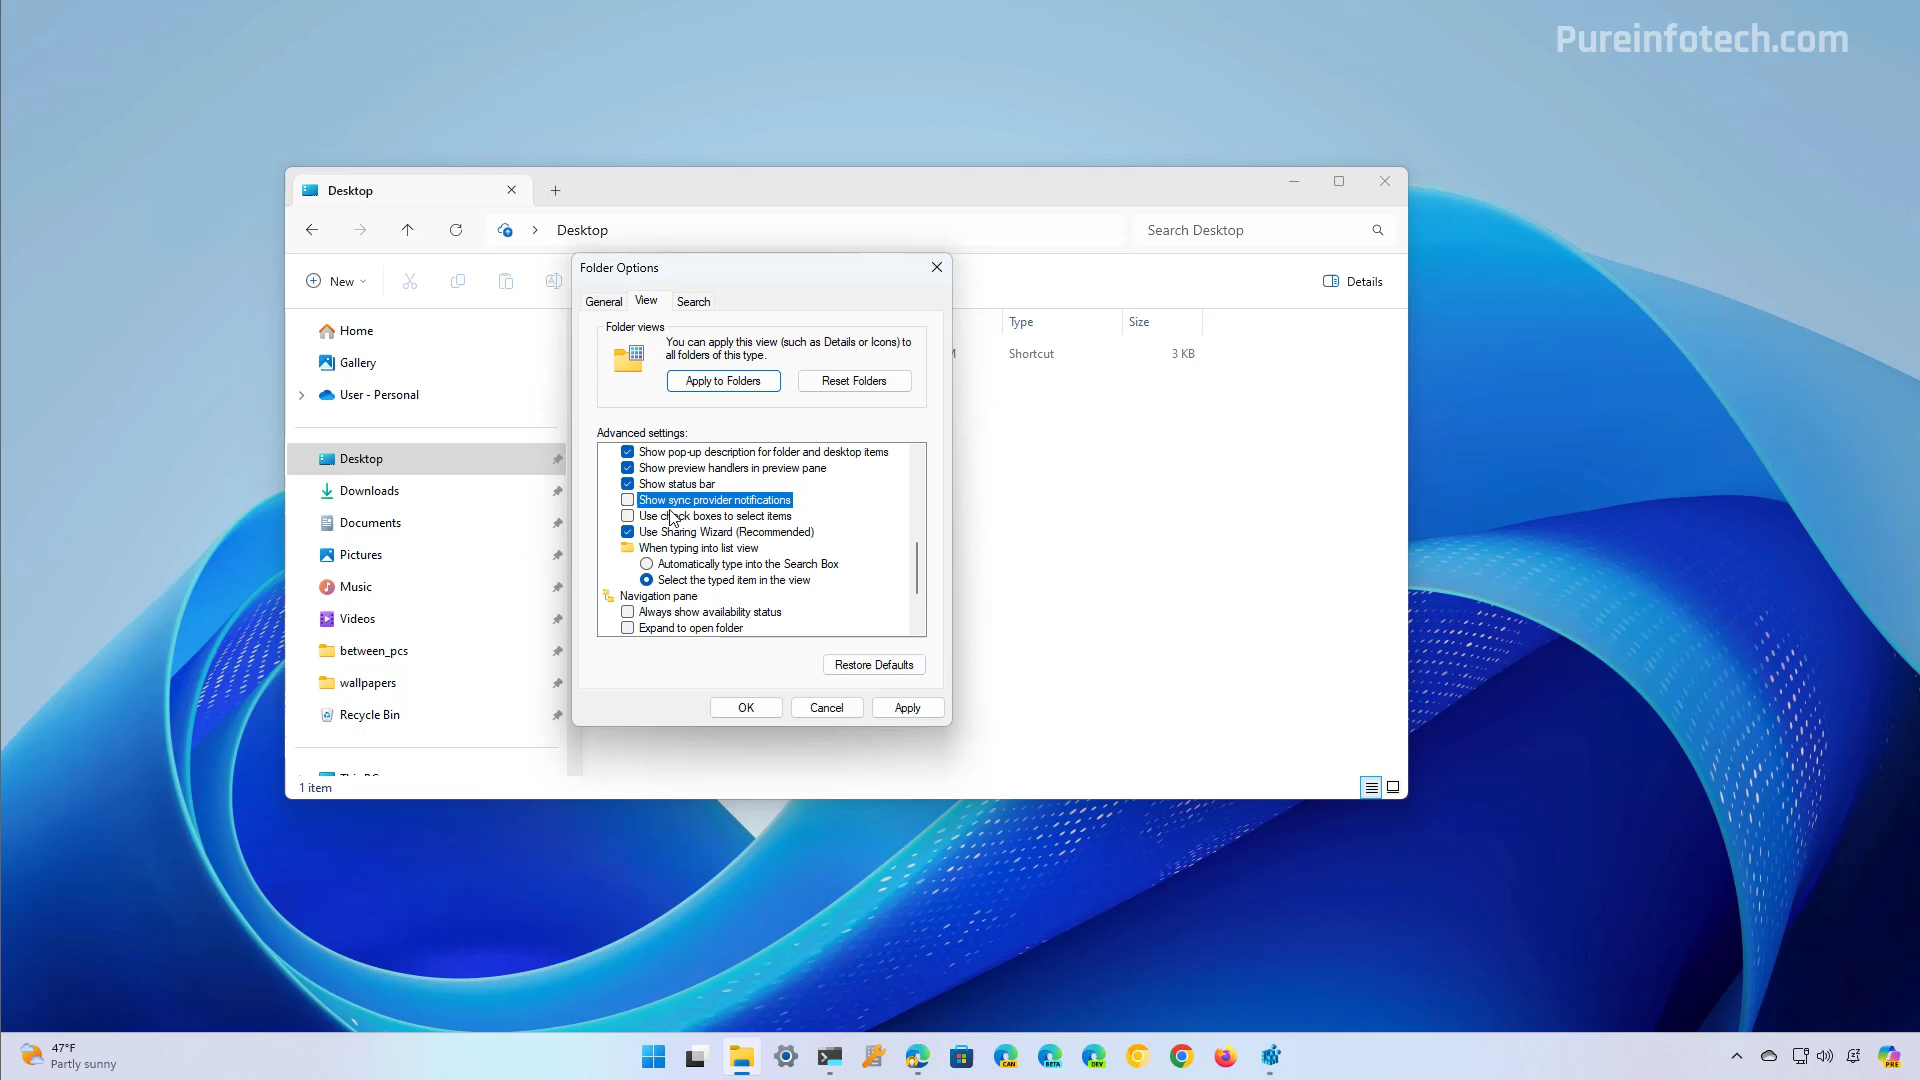 Pureinfotech.com
Desktop
Desktop
Search Desktop
New
Details
Folder Options
General
View
Search
Folder views
You can apply this view (such as Details or Icons) to
all folders of this type.
Apply to Folders
Reset Folders
Advanced settings:
Show pop-up description for folder and desktop items
Show preview handlers in preview pane
Show status bar
Show sync provider notifications
Use check boxes to select items
Use Sharing Wizard (Recommended)
When typing into list view
Automatically type into the Search Box
Select the typed item in the view
Navigation pane
Always show availability status
Expand to open folder
Restore Defaults
OK
Cancel
Apply
Home
Gallery
User - Personal
Desktop
Downloads
Documents
Pictures
Music
Videos
between_pcs
wallpapers
Recycle Bin
Type
Size
Shortcut
3 KB
1 item
47°F
Partly sunny
CAN
BETA
DEV
PRE